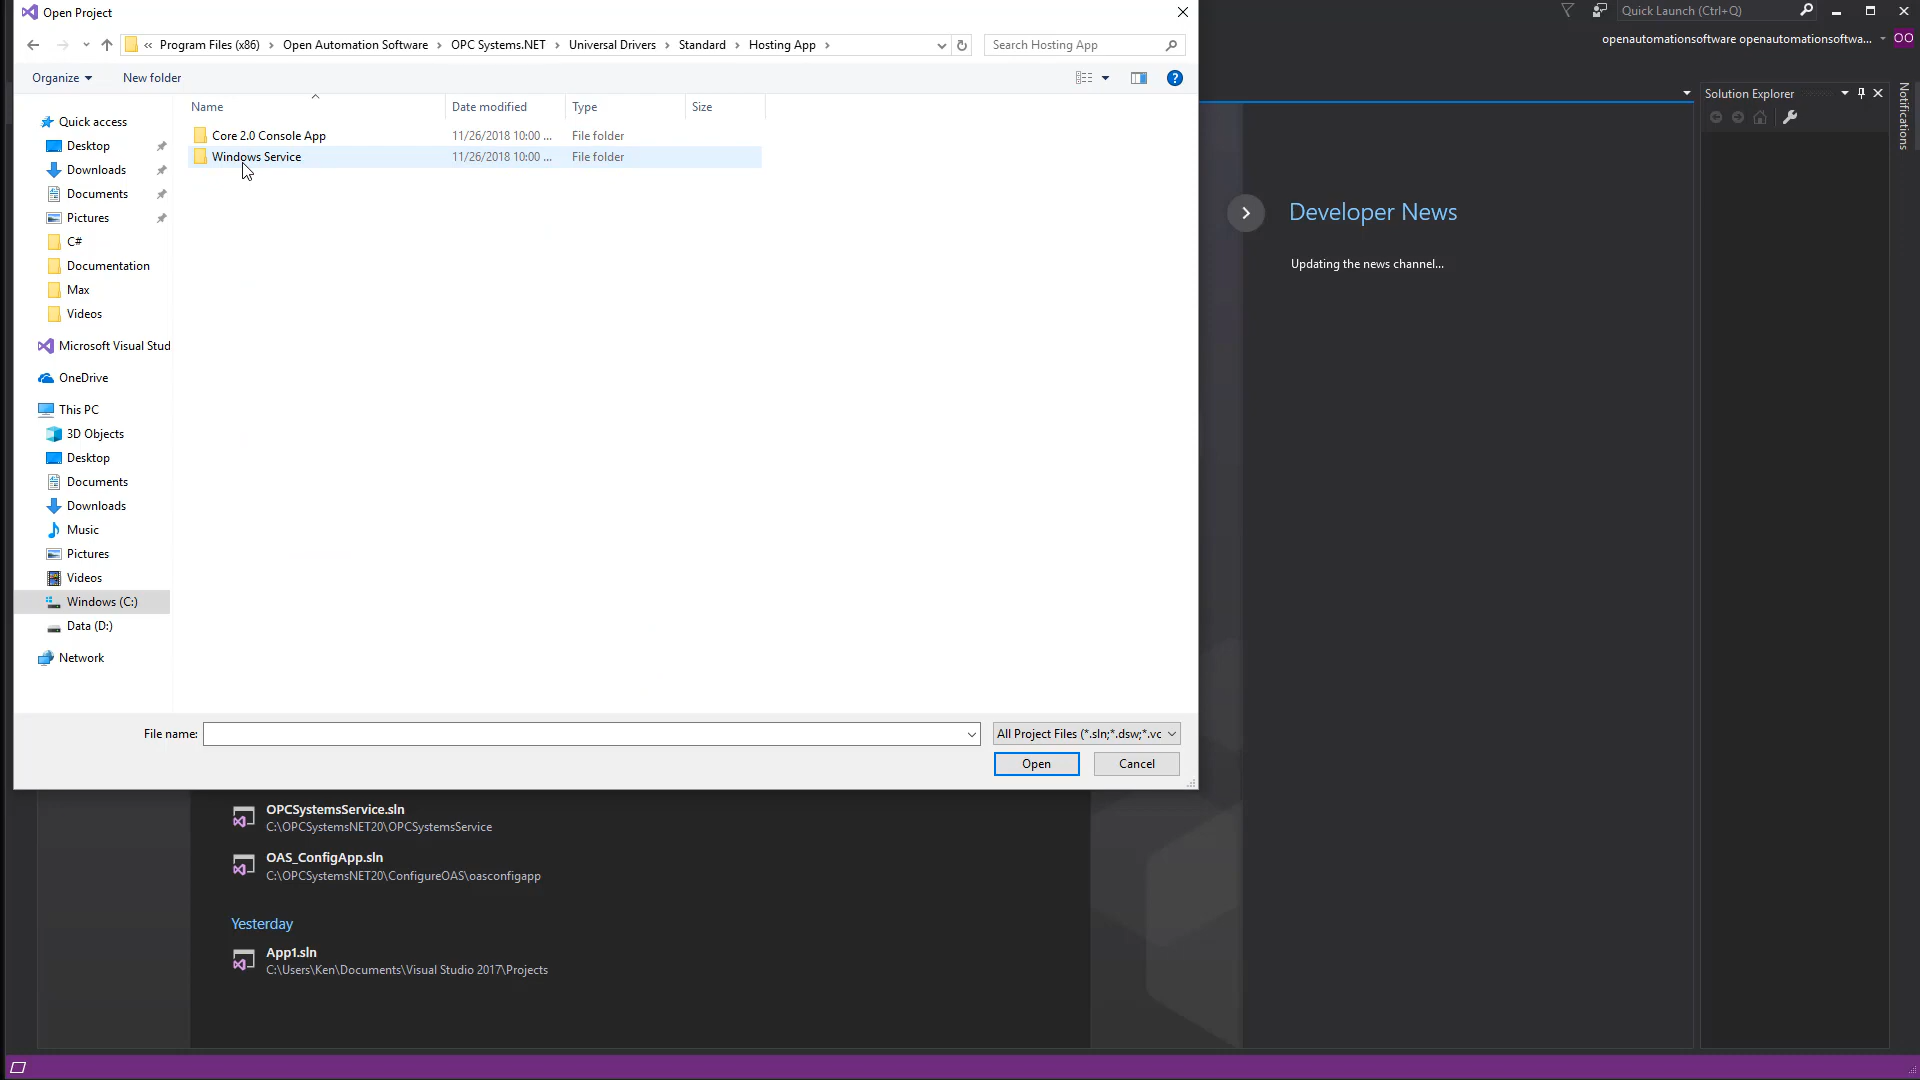 Open Project
Quick Launch (Ctrl+Q)
openautomationsoftware openautomationsoftwa... OO
« Program Files (x86) › Open Automation Software › OPC Systems.NET › Universal Drivers › Standard › Hosting App ›
Search Hosting App
Organize
New folder
Name
Date modified
Type
Size
Core 2.0 Console App 11/26/2018 10:00 ... File folder
Windows Service 11/26/2018 10:00 ... File folder
Quick access
Desktop
Downloads
Documents
Pictures
C#
Documentation
Max
Videos
Microsoft Visual Stud
OneDrive
This PC
3D Objects
Desktop
Documents
Downloads
Music
Pictures
Videos
Windows (C:)
Data (D:)
Network
File name:
All Project Files (*.sln;*.dsw;*.vc
Open
Cancel
Solution Explorer
Notifications
Developer News
Updating the news channel...
OPCSystemsService.sln
C:\OPCSystemsNET20\OPCSystemsService
OAS_ConfigApp.sln
C:\OPCSystemsNET20\ConfigureOAS\oasconfigapp
Yesterday
App1.sln
C:\Users\Ken\Documents\Visual Studio 2017\Projects